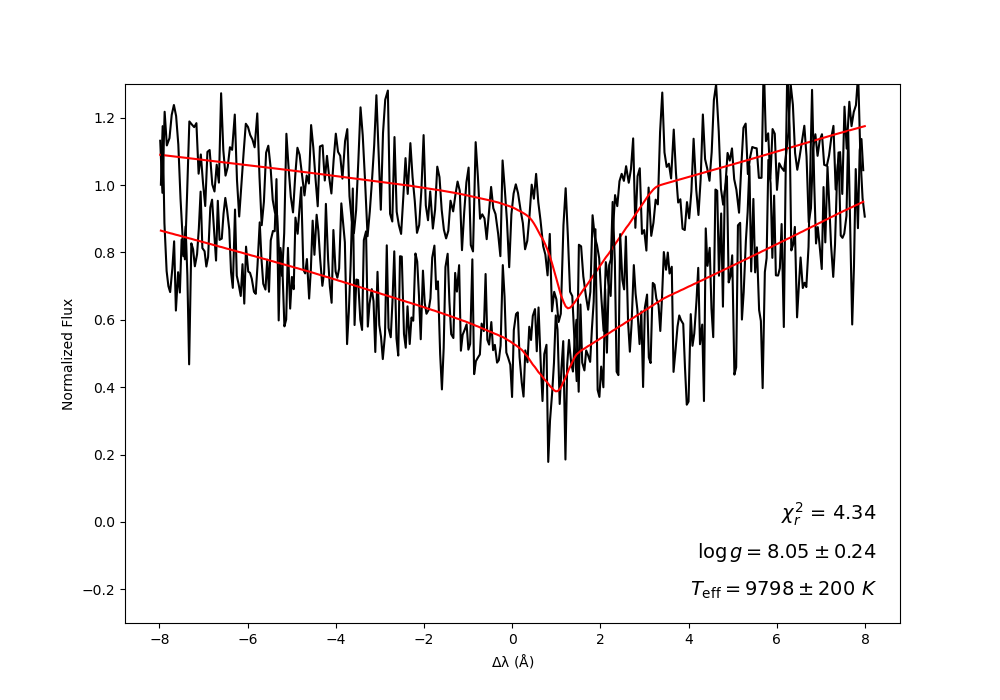 1.2
1.0
0.8
0.6
0.4
0.2
0.0
−0.2
Normalized Flux
χ²ᵣ = 4.34
log g = 8.05 ± 0.24
T_eff = 9798 ± 200 K
−8 −6 −4 −2 0 2 4 6 8
Δλ (Å)